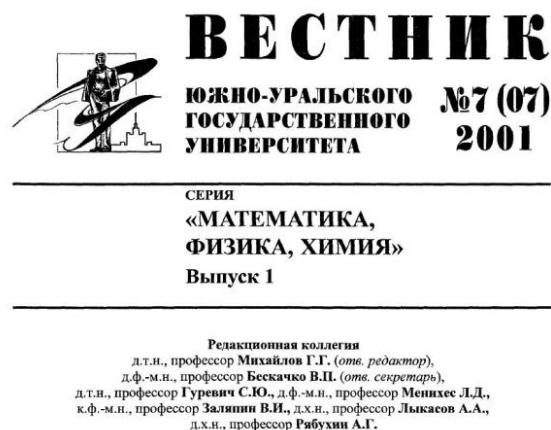 ВЕСТНИК
ЮЖНО-УРАЛЬСКОГО
ГОСУДАРСТВЕННОГО
УНИВЕРСИТЕТА
№7 (07)
2001
СЕРИЯ
«МАТЕМАТИКА,
ФИЗИКА, ХИМИЯ»
Выпуск 1
Редакционная коллегия
д.т.н., профессор Михайлов Г.Г. (отв. редактор),
д.ф.-м.н., профессор Бескачко В.П. (отв. секретарь),
д.т.н., профессор Гуревич С.Ю., д.ф.-м.н., профессор Менихес Л.Д.,
к.ф.-м.н., профессор Заляпин В.И., д.х.н., профессор Лыкасов А.А.,
д.х.н., профессор Рябухин А.Г.